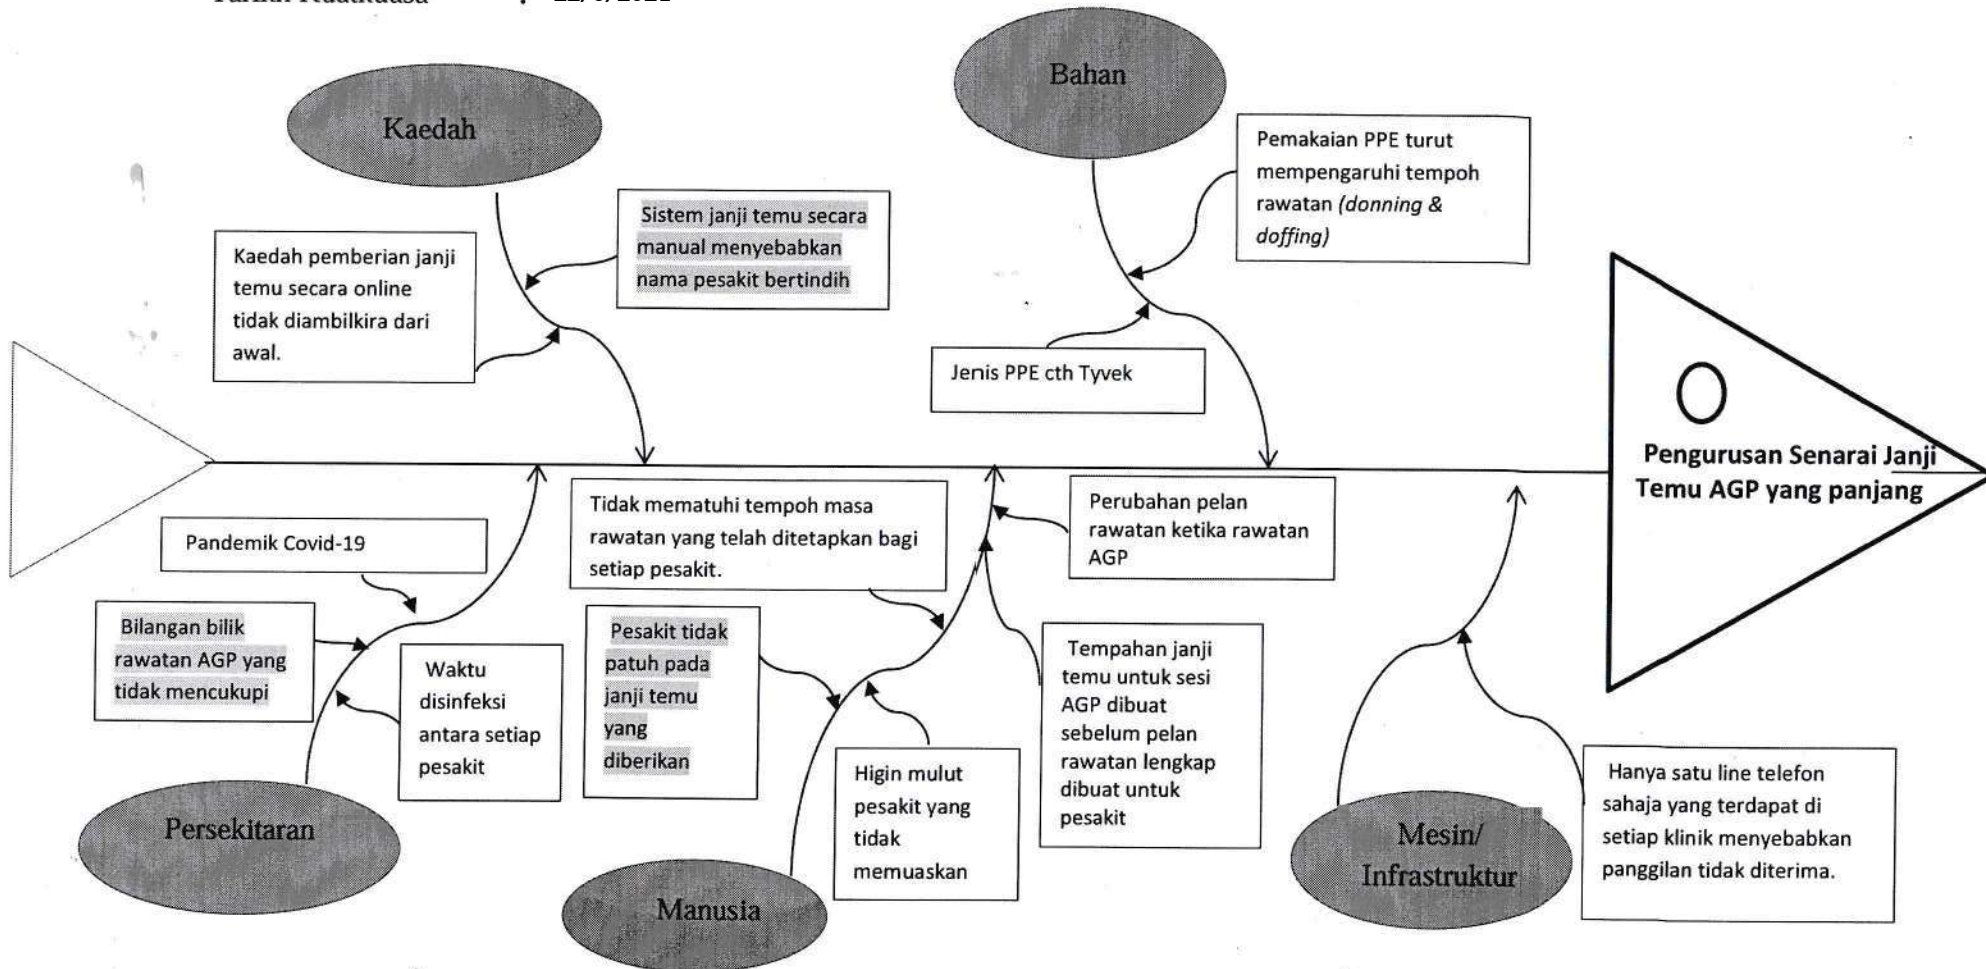 Kaedah
Bahan
Pemakaian PPE turut
mempengaruhi tempoh
rawatan (donning &
doffing)
Sistem janji temu secara
manual menyebabkan
nama pesakit bertindih
Kaedah pemberian janji
temu secara online
tidak diambilkira dari
awal.
Jenis PPE cth Tyvek
Pengurusan Senarai Janji
Temu AGP yang panjang
Pandemik Covid-19
Tidak mematuhi tempoh masa
rawatan yang telah ditetapkan bagi
setiap pesakit.
Perubahan pelan
rawatan ketika rawatan
AGP
Bilangan bilik
rawatan AGP yang
tidak mencukupi
Waktu
disinfeksi
antara setiap
pesakit
Pesakit tidak
patuh pada
janji temu
yang
diberikan
Higin mulut
pesakit yang
tidak
memuaskan
Tempahan janji
temu untuk sesi
AGP dibuat
sebelum pelan
rawatan lengkap
dibuat untuk
pesakit
Hanya satu line telefon
sahaja yang terdapat di
setiap klinik menyebabkan
panggilan tidak diterima.
Persekitaran
Manusia
Mesin/
Infrastruktur